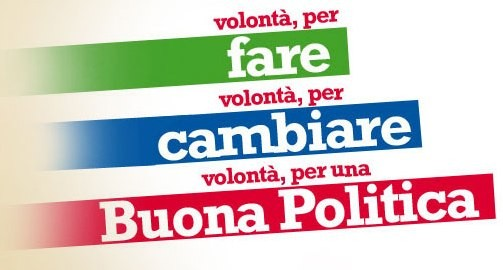 volontà, per
fare
volontà, per
cambiare
volontà, per una
Buona Politica